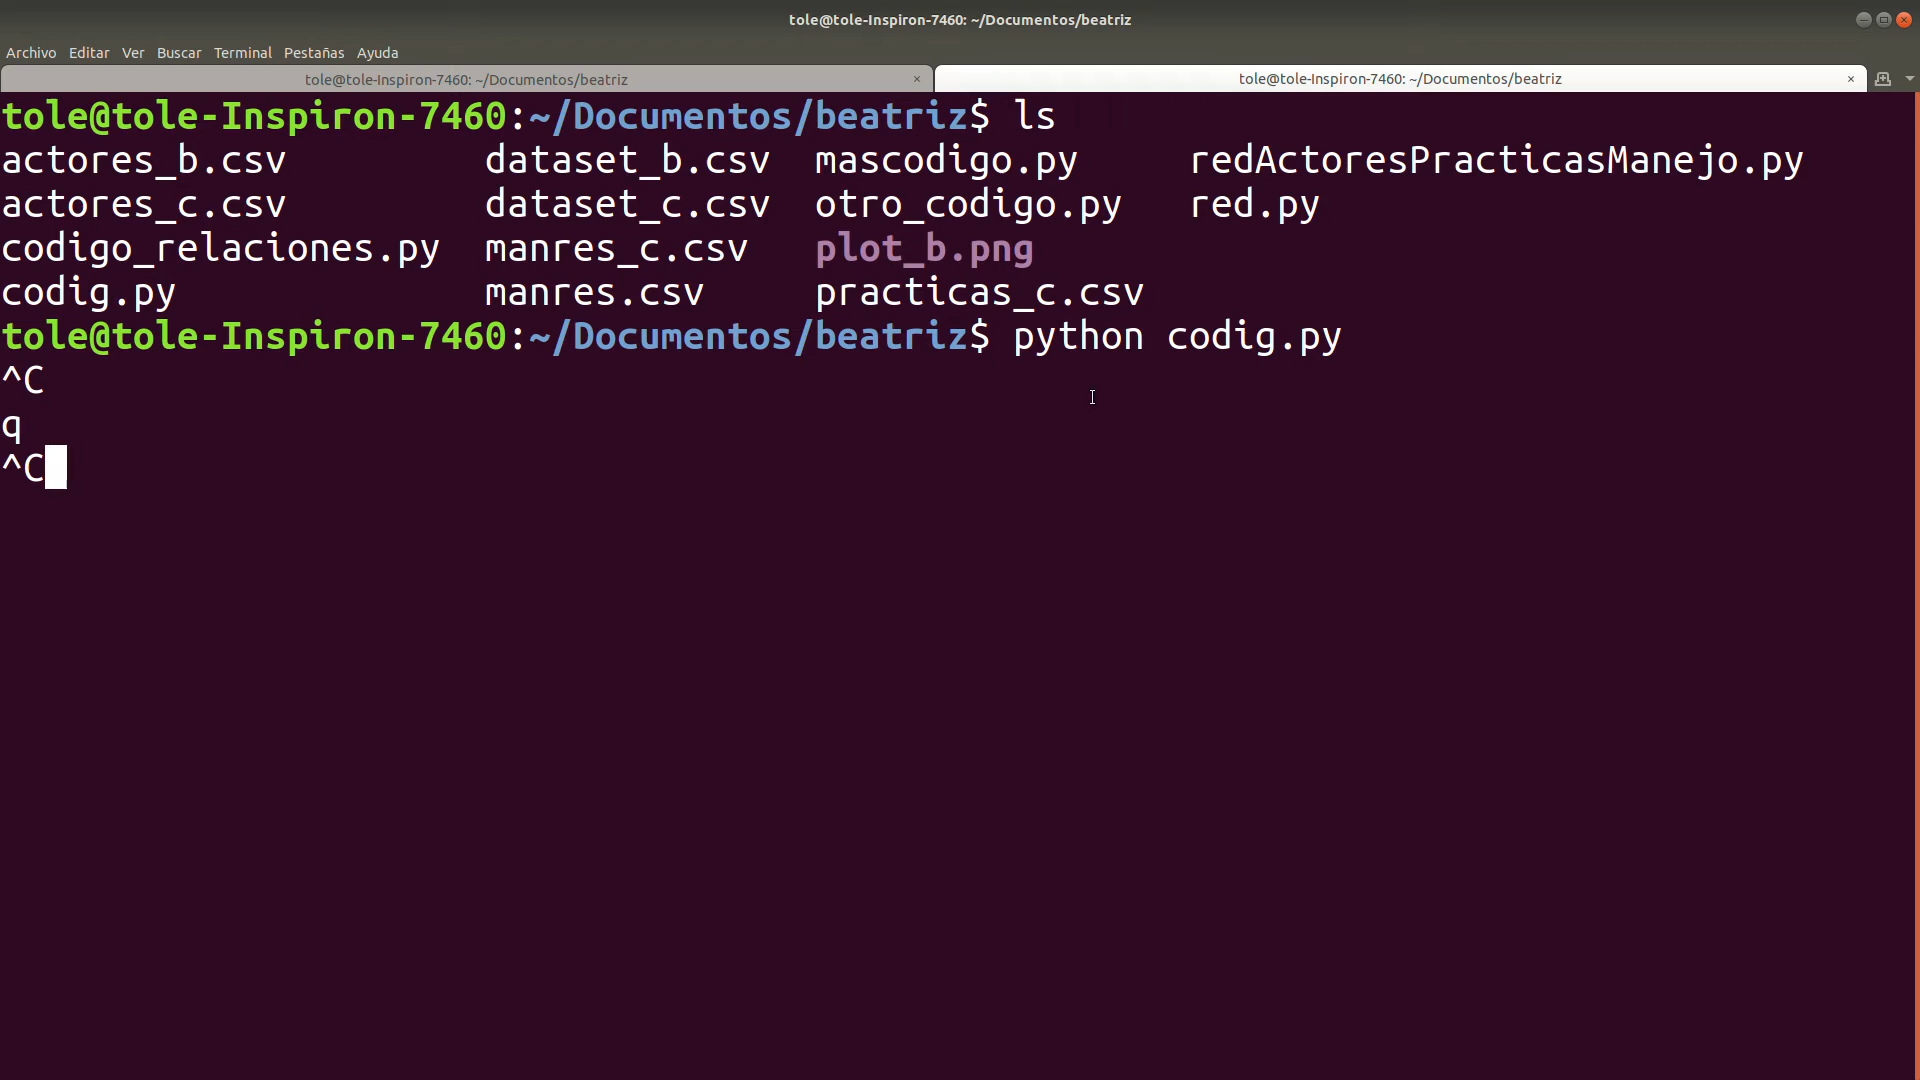 tole@tole-Inspiron-7460: ~/Documentos/beatriz
Archivo Editar Ver Buscar Terminal Pestañas Ayuda
tole@tole-Inspiron-7460: ~/Documentos/beatriz × tole@tole-Inspiron-7460: ~/Documentos/beatriz ×
tole@tole-Inspiron-7460:~/Documentos/beatriz$ ls
actores_b.csv dataset_b.csv mascodigo.py redActoresPracticasManejo.py
actores_c.csv dataset_c.csv otro_codigo.py red.py
codigo_relaciones.py manres_c.csv plot_b.png
codig.py manres.csv practicas_c.csv
tole@tole-Inspiron-7460:~/Documentos/beatriz$ python codig.py
^C
q
^C